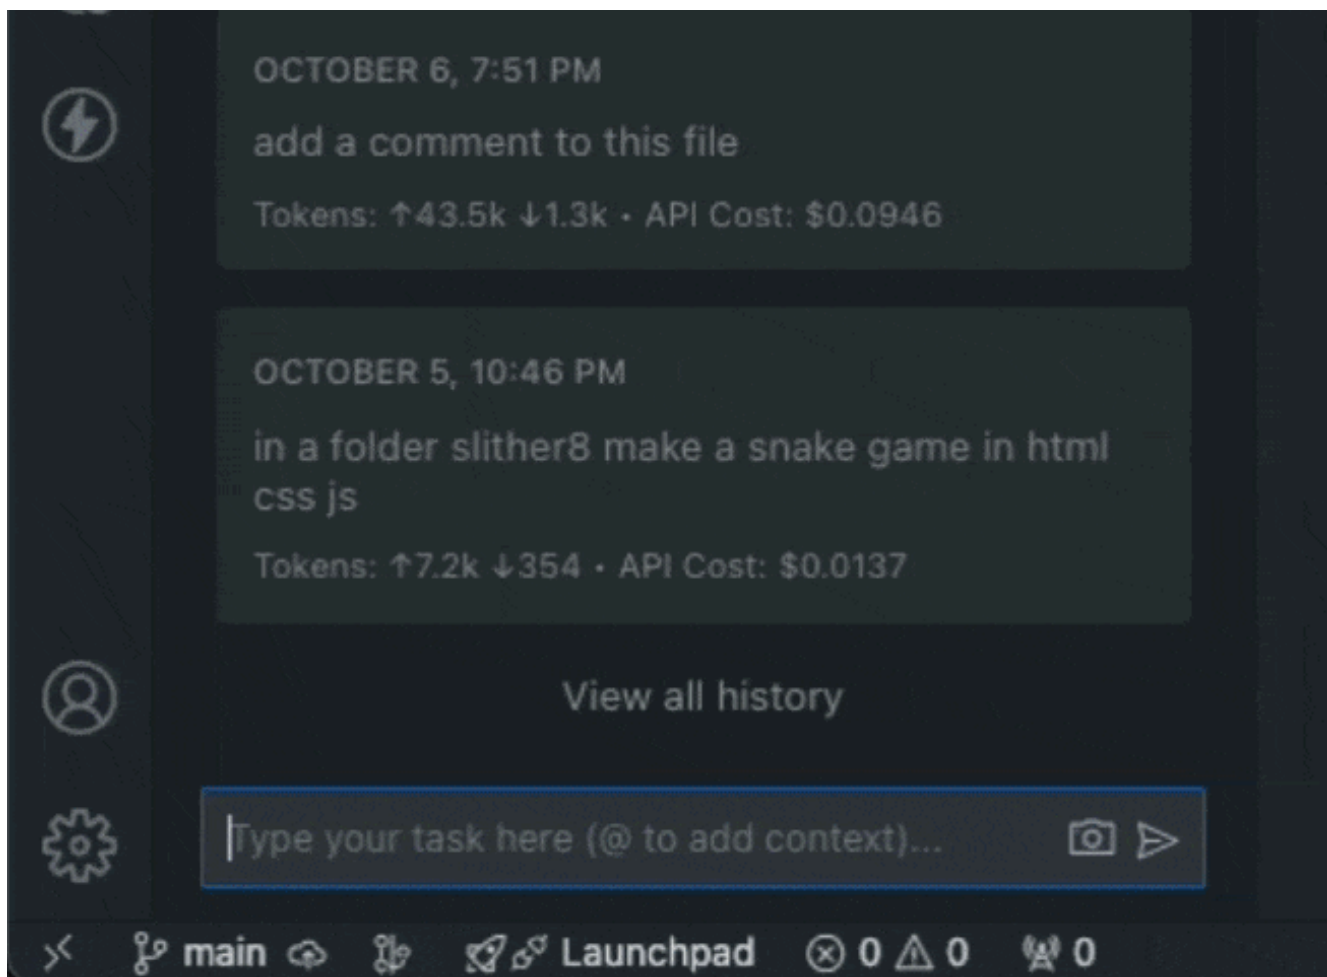 OCTOBER 6, 7:51 PM
add a comment to this file
Tokens: ↑43.5k ↓1.3k • API Cost: $0.0946
OCTOBER 5, 10:46 PM
in a folder slither8 make a snake game in html
css js
Tokens: ↑7.2k ↓354 • API Cost: $0.0137
View all history
Type your task here (@ to add context)...
main Launchpad 0 0 0